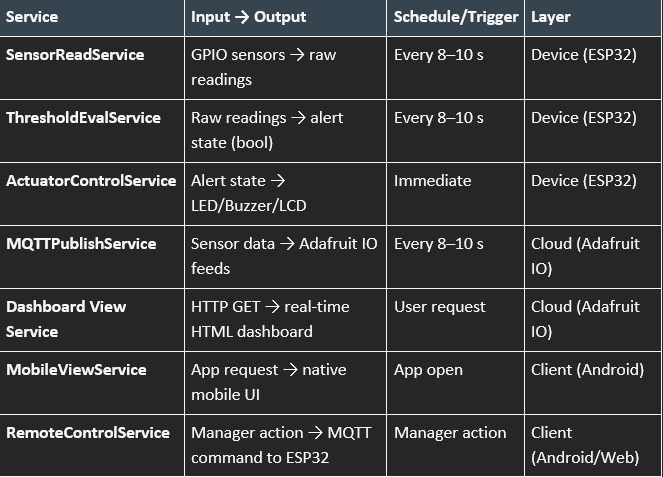 Service Input → Output Schedule/Trigger Layer
SensorReadService GPIO sensors → raw Every 8–10 s Device (ESP32)
readings
ThresholdEvalService Raw readings → alert Every 8–10 s Device (ESP32)
state (bool)
ActuatorControlService Alert state → Immediate Device (ESP32)
LED/Buzzer/LCD
MQTTPublishService Sensor data → Adafruit IO Every 8–10 s Cloud (Adafruit
feeds IO)
Dashboard View HTTP GET → real-time User request Cloud (Adafruit
Service HTML dashboard IO)
MobileViewService App request → native App open Client (Android)
mobile UI
RemoteControlService Manager action → MQTT Manager action Client
command to ESP32 (Android/Web)